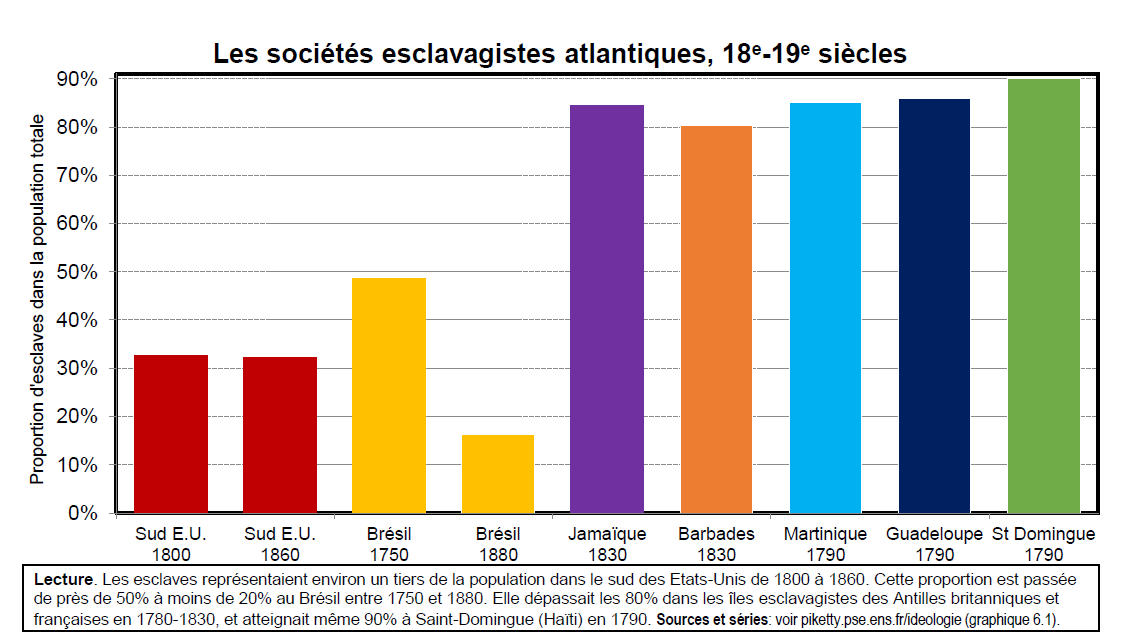 Les sociétés esclavagistes atlantiques, 18e-19e siècles
Proportion d'esclaves dans la population totale
90%
80%
70%
60%
50%
40%
30%
20%
10%
0%
Sud E.U. 1800
Sud E.U. 1860
Brésil 1750
Brésil 1880
Jamaïque 1830
Barbades 1830
Martinique 1790
Guadeloupe 1790
St Domingue 1790
Lecture. Les esclaves représentaient environ un tiers de la population dans le sud des Etats-Unis de 1800 à 1860. Cette proportion est passée
de près de 50% à moins de 20% au Brésil entre 1750 et 1880. Elle dépassait les 80% dans les îles esclavagistes des Antilles britanniques et
françaises en 1780-1830, et atteignait même 90% à Saint-Domingue (Haïti) en 1790. Sources et séries: voir piketty.pse.ens.fr/ideologie (graphique 6.1).